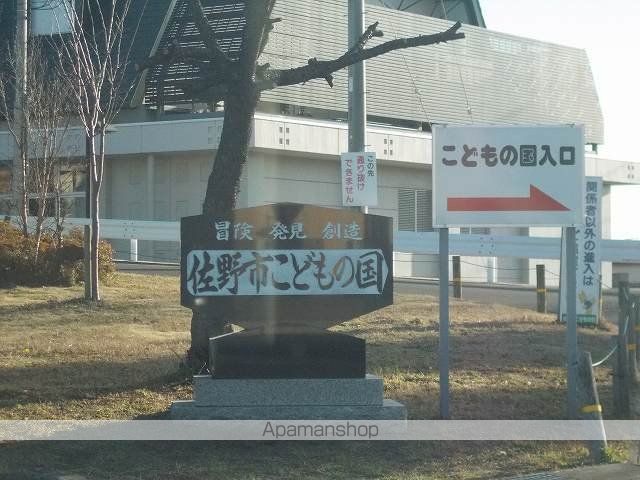 こどもの国入口
この先
通り抜け
できません
冒険 発見 創造
佐野市こどもの国
関係者以外の進入は
Apamanshop